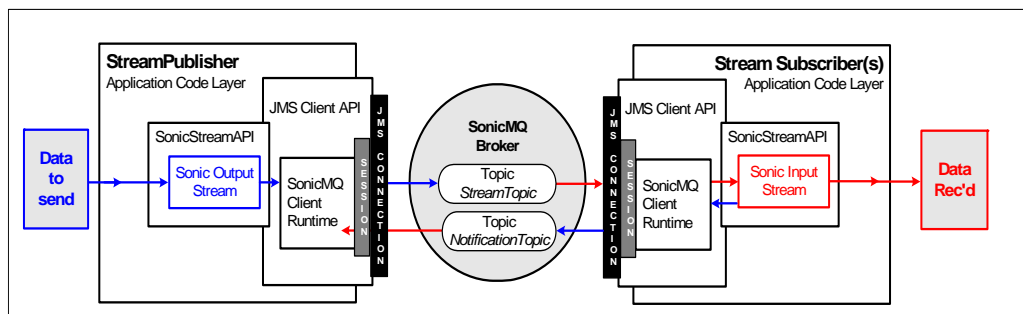 StreamPublisher
Application Code Layer
JMS Client API
SonicStreamAPI
Data
to
send
Sonic Output
Stream
SonicMQ
Client
Runtime
SESSION
JMS CONNECTION
SonicMQ
Broker
Topic
StreamTopic
Topic
NotificationTopic
Stream Subscriber(s)
Application Code Layer
JMS Client API
SonicStreamAPI
JMS CONNECTION
SESSION
SonicMQ
Client
Runtime
Sonic Input
Stream
Data
Rec'd